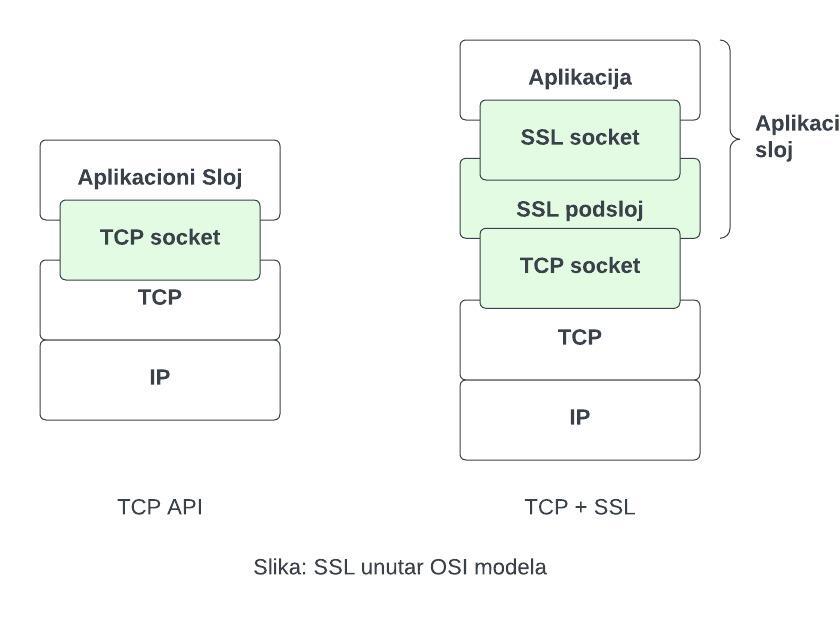 Aplikacioni Sloj
TCP socket
TCP
IP
TCP API
Aplikacija
SSL socket
SSL podsloj
TCP socket
TCP
IP
TCP + SSL
Aplikaci
sloj
Slika: SSL unutar OSI modela